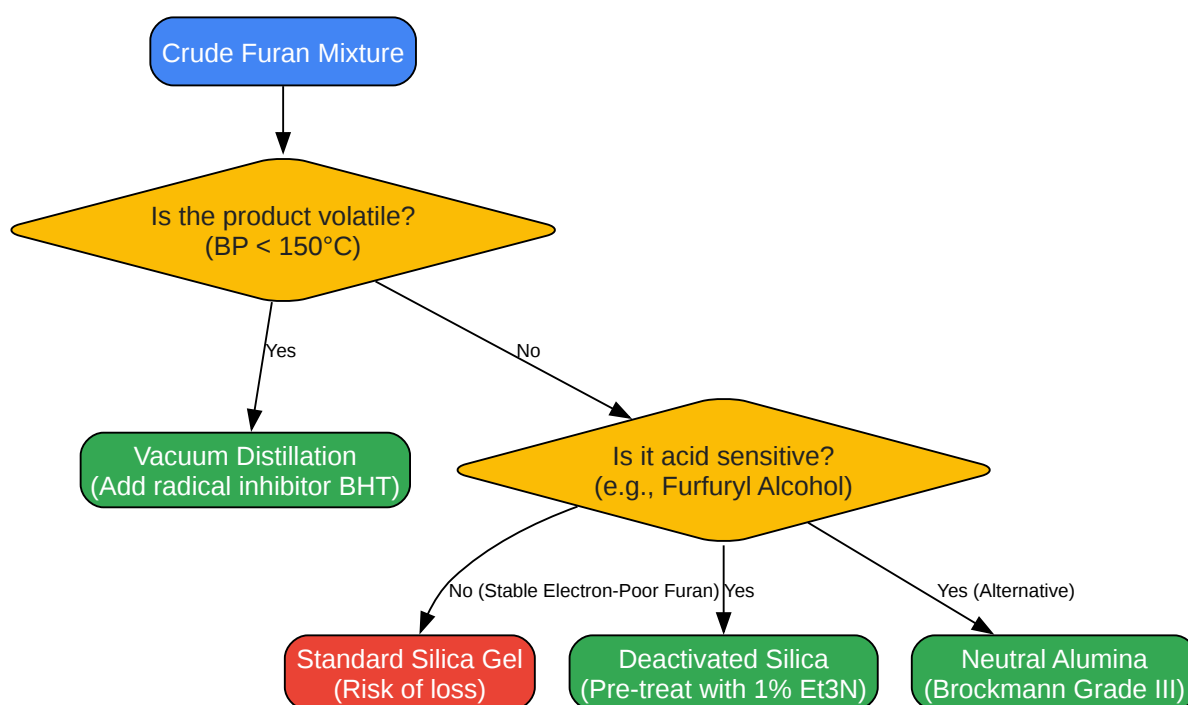 Crude Furan Mixture
Is the product volatile?
(BP < 150°C)
Yes
No
Vacuum Distillation
(Add radical inhibitor BHT)
Is it acid sensitive?
(e.g., Furfuryl Alcohol)
No (Stable Electron-Poor Furan)
Yes
Yes (Alternative)
Standard Silica Gel
(Risk of loss)
Deactivated Silica
(Pre-treat with 1% Et3N)
Neutral Alumina
(Brockmann Grade III)